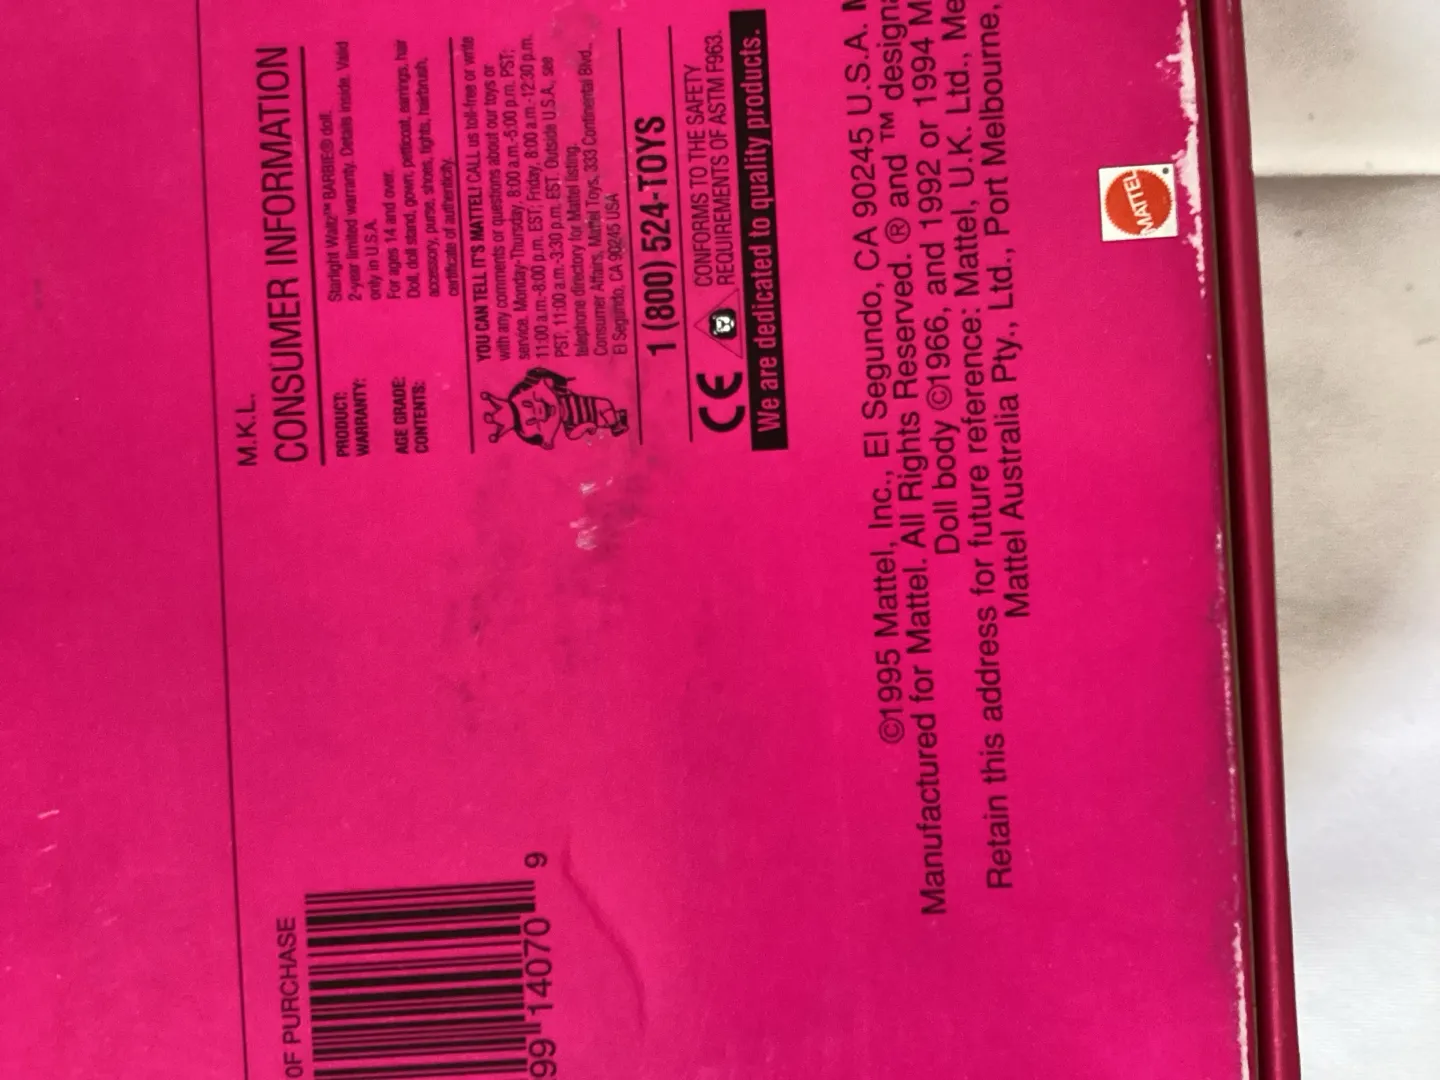 M.K.L.
CONSUMER INFORMATION
PRODUCT: Starlight Waltz™ BARBIE® doll.
WARRANTY: 2-year limited warranty. Details inside. Valid
only in U.S.A.
AGE GRADE: For ages 14 and over.
CONTENTS: Doll, doll stand, gown, petticoat, earrings, hair
accessory, purse, shoes, tights, hairbrush,
certificate of authenticity.
YOU CAN TELL IT'S MATTEL! CALL us toll-free or write
with any comments or questions about our toys or
service. Monday-Thursday, 8:00 a.m.-5:00 p.m. PST;
11:00 a.m.-8:00 p.m. EST; Friday, 8:00 a.m.-12:30 p.m.
PST; 11:00 a.m.-3:30 p.m. EST. Outside U.S.A., see
telephone directory for Mattel listing.
Consumer Affairs, Mattel Toys, 333 Continental Blvd.,
El Segundo, CA 90245 USA
1 (800) 524-TOYS
CE
CONFORMS TO THE SAFETY
REQUIREMENTS OF ASTM F963.
We are dedicated to quality products.
OF PURCHASE
99 14070 9
©1995 Mattel, Inc., El Segundo, CA 90245 U.S.A. M
Manufactured for Mattel. All Rights Reserved. ® and ™ designa
Doll body ©1966, and 1992 or 1994 M
Retain this address for future reference: Mattel, U.K. Ltd., Me
Mattel Australia Pty., Ltd., Port Melbourne,
MATTEL